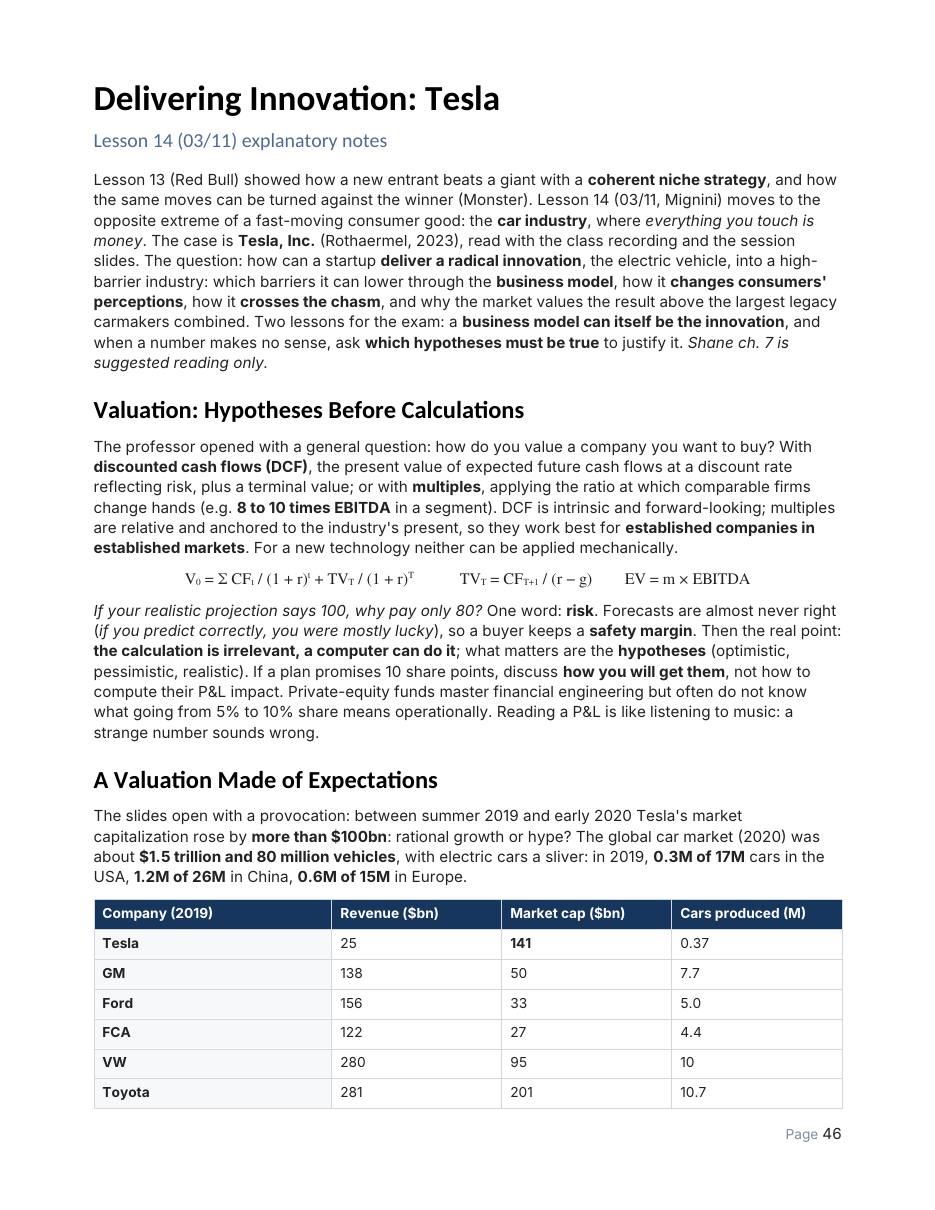 Delivering Innovation: Tesla
Lesson 14 (03/11) explanatory notes
Lesson 13 (Red Bull) showed how a new entrant beats a giant with a coherent niche strategy, and how
the same moves can be turned against the winner (Monster). Lesson 14 (03/11, Mignini) moves to the
opposite extreme of a fast-moving consumer good: the car industry, where everything you touch is
money. The case is Tesla, Inc. (Rothaermel, 2023), read with the class recording and the session
slides. The question: how can a startup deliver a radical innovation, the electric vehicle, into a high-
barrier industry: which barriers it can lower through the business model, how it changes consumers'
perceptions, how it crosses the chasm, and why the market values the result above the largest legacy
carmakers combined. Two lessons for the exam: a business model can itself be the innovation, and
when a number makes no sense, ask which hypotheses must be true to justify it. Shane ch. 7 is
suggested reading only.
Valuation: Hypotheses Before Calculations
The professor opened with a general question: how do you value a company you want to buy? With
discounted cash flows (DCF), the present value of expected future cash flows at a discount rate
reflecting risk, plus a terminal value; or with multiples, applying the ratio at which comparable firms
change hands (e.g. 8 to 10 times EBITDA in a segment). DCF is intrinsic and forward-looking; multiples
are relative and anchored to the industry's present, so they work best for established companies in
established markets. For a new technology neither can be applied mechanically.
V₀ = Σ CFₜ / (1 + r)ᵗ + TV_T / (1 + r)^T TV_T = CF_T+1 / (r − g) EV = m × EBITDA
If your realistic projection says 100, why pay only 80? One word: risk. Forecasts are almost never right
(if you predict correctly, you were mostly lucky), so a buyer keeps a safety margin. Then the real point:
the calculation is irrelevant, a computer can do it; what matters are the hypotheses (optimistic,
pessimistic, realistic). If a plan promises 10 share points, discuss how you will get them, not how to
compute their P&L impact. Private-equity funds master financial engineering but often do not know
what going from 5% to 10% share means operationally. Reading a P&L is like listening to music: a
strange number sounds wrong.
A Valuation Made of Expectations
The slides open with a provocation: between summer 2019 and early 2020 Tesla's market
capitalization rose by more than $100bn: rational growth or hype? The global car market (2020) was
about $1.5 trillion and 80 million vehicles, with electric cars a sliver: in 2019, 0.3M of 17M cars in the
USA, 1.2M of 26M in China, 0.6M of 15M in Europe.
Company (2019) Revenue ($bn) Market cap ($bn) Cars produced (M)
Tesla 25 141 0.37
GM 138 50 7.7
Ford 156 33 5.0
FCA 122 27 4.4
VW 280 95 10
Toyota 281 201 10.7
Page 46